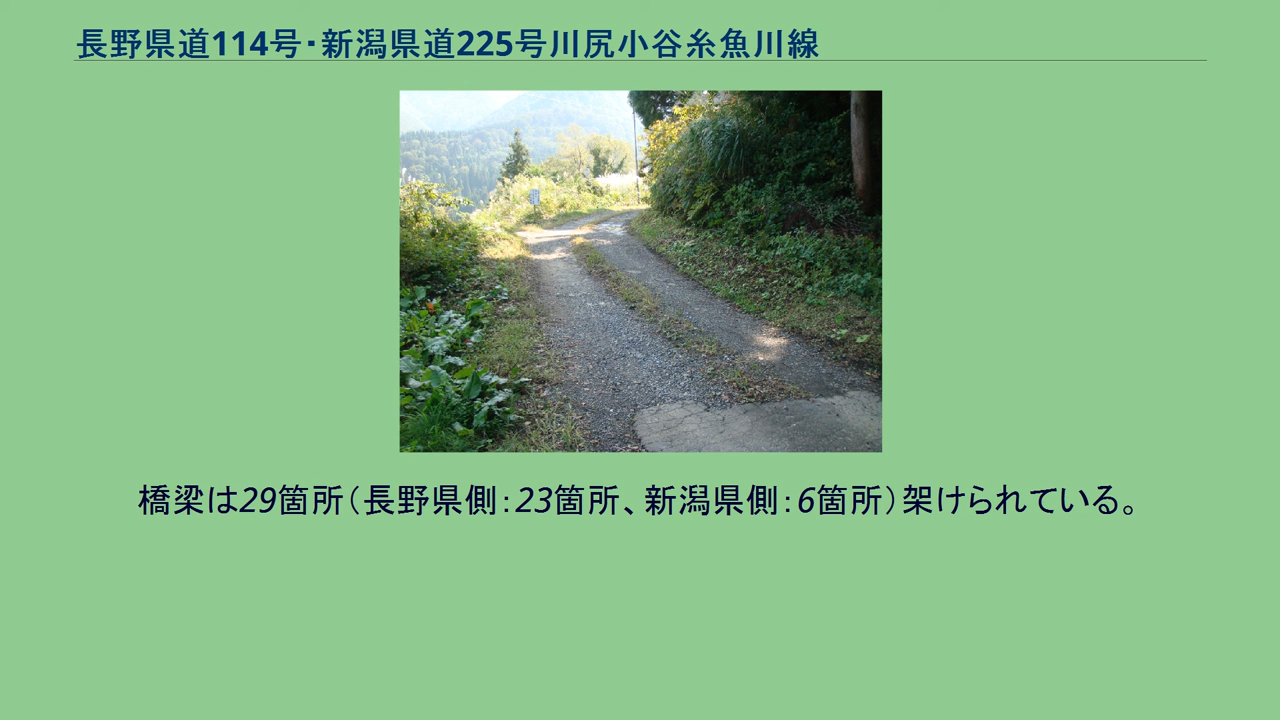 長野県道114号・新潟県道225号川尻小谷糸魚川線
橋梁は29箇所（長野県側：23箇所、新潟県側：6箇所）架けられている。